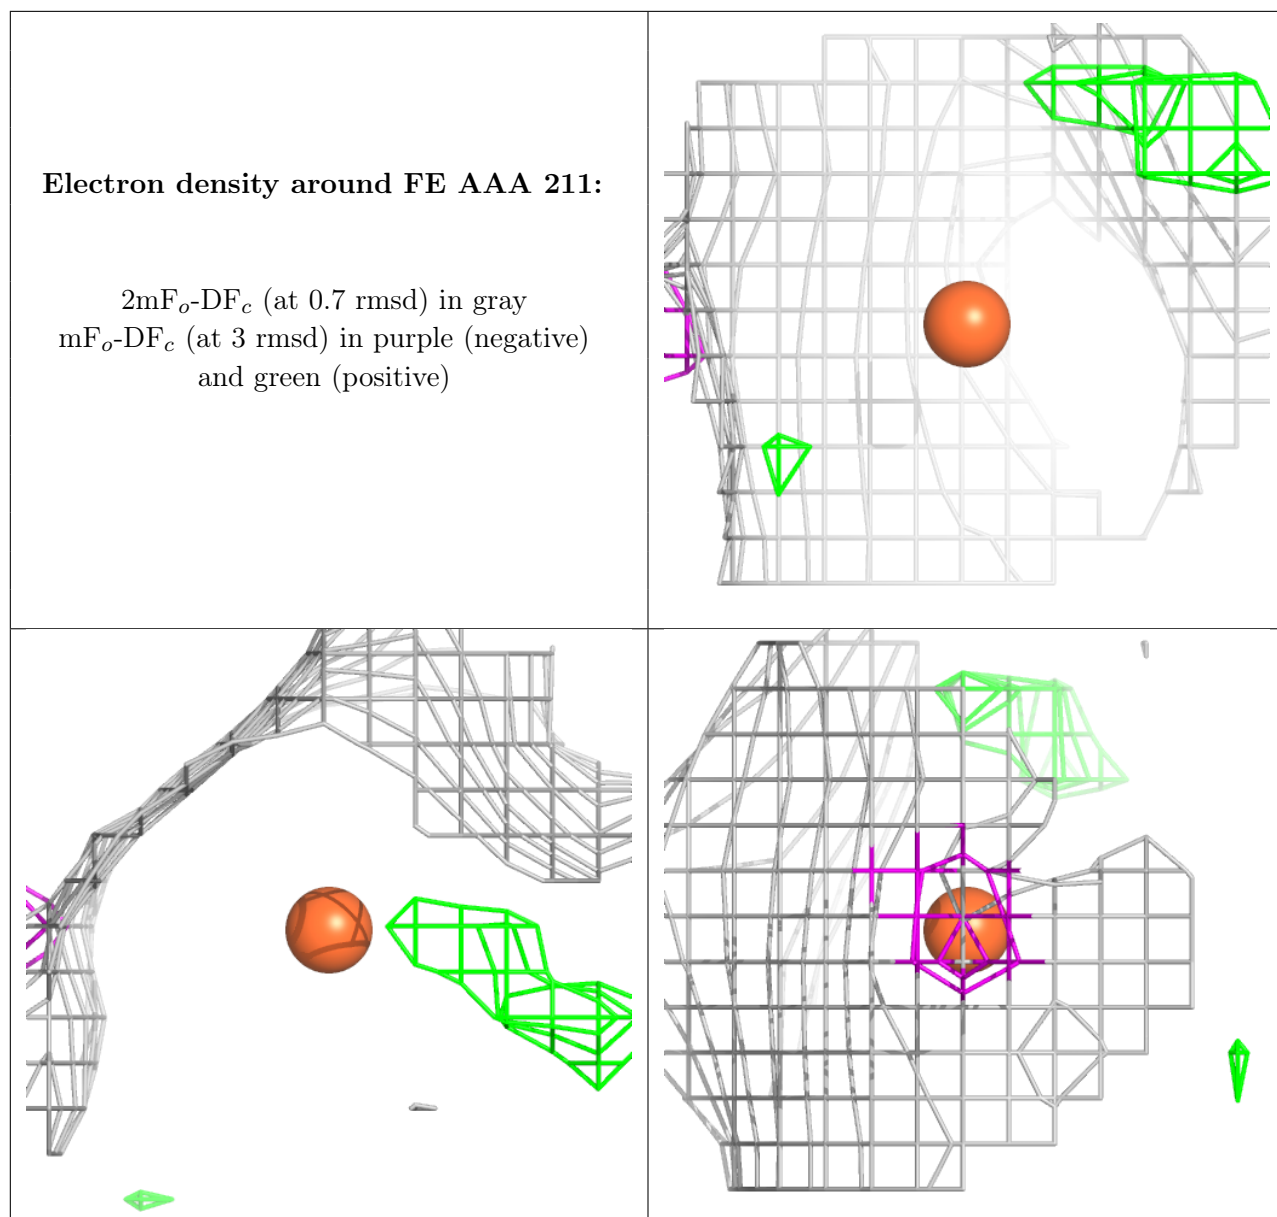 Electron density around FE AAA 211:
2mFₒ-DF𝒸 (at 0.7 rmsd) in gray
mFₒ-DF𝒸 (at 3 rmsd) in purple (negative)
and green (positive)